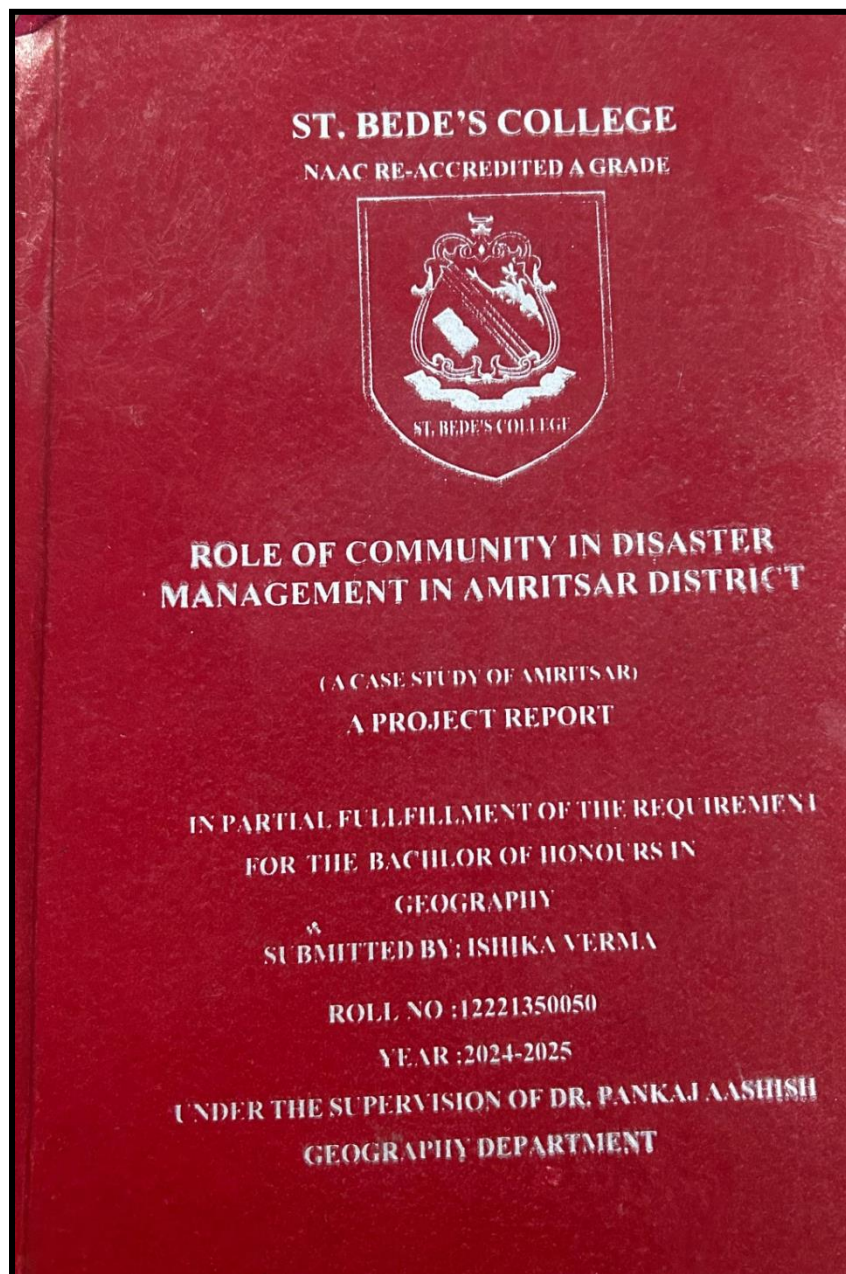 ST. BEDE'S COLLEGE
NAAC RE-ACCREDITED A GRADE
ST. BEDE'S COLLEGE
ROLE OF COMMUNITY IN DISASTER
MANAGEMENT IN AMRITSAR DISTRICT
(A CASE STUDY OF AMRITSAR)
A PROJECT REPORT
IN PARTIAL FULLFILLMENT OF THE REQUIREMENT
FOR THE BACHLOR OF HONOURS IN
GEOGRAPHY
SUBMITTED BY: ISHIKA VERMA
ROLL NO :12221350050
YEAR :2024-2025
UNDER THE SUPERVISION OF DR. PANKAJ AASHISH
GEOGRAPHY DEPARTMENT